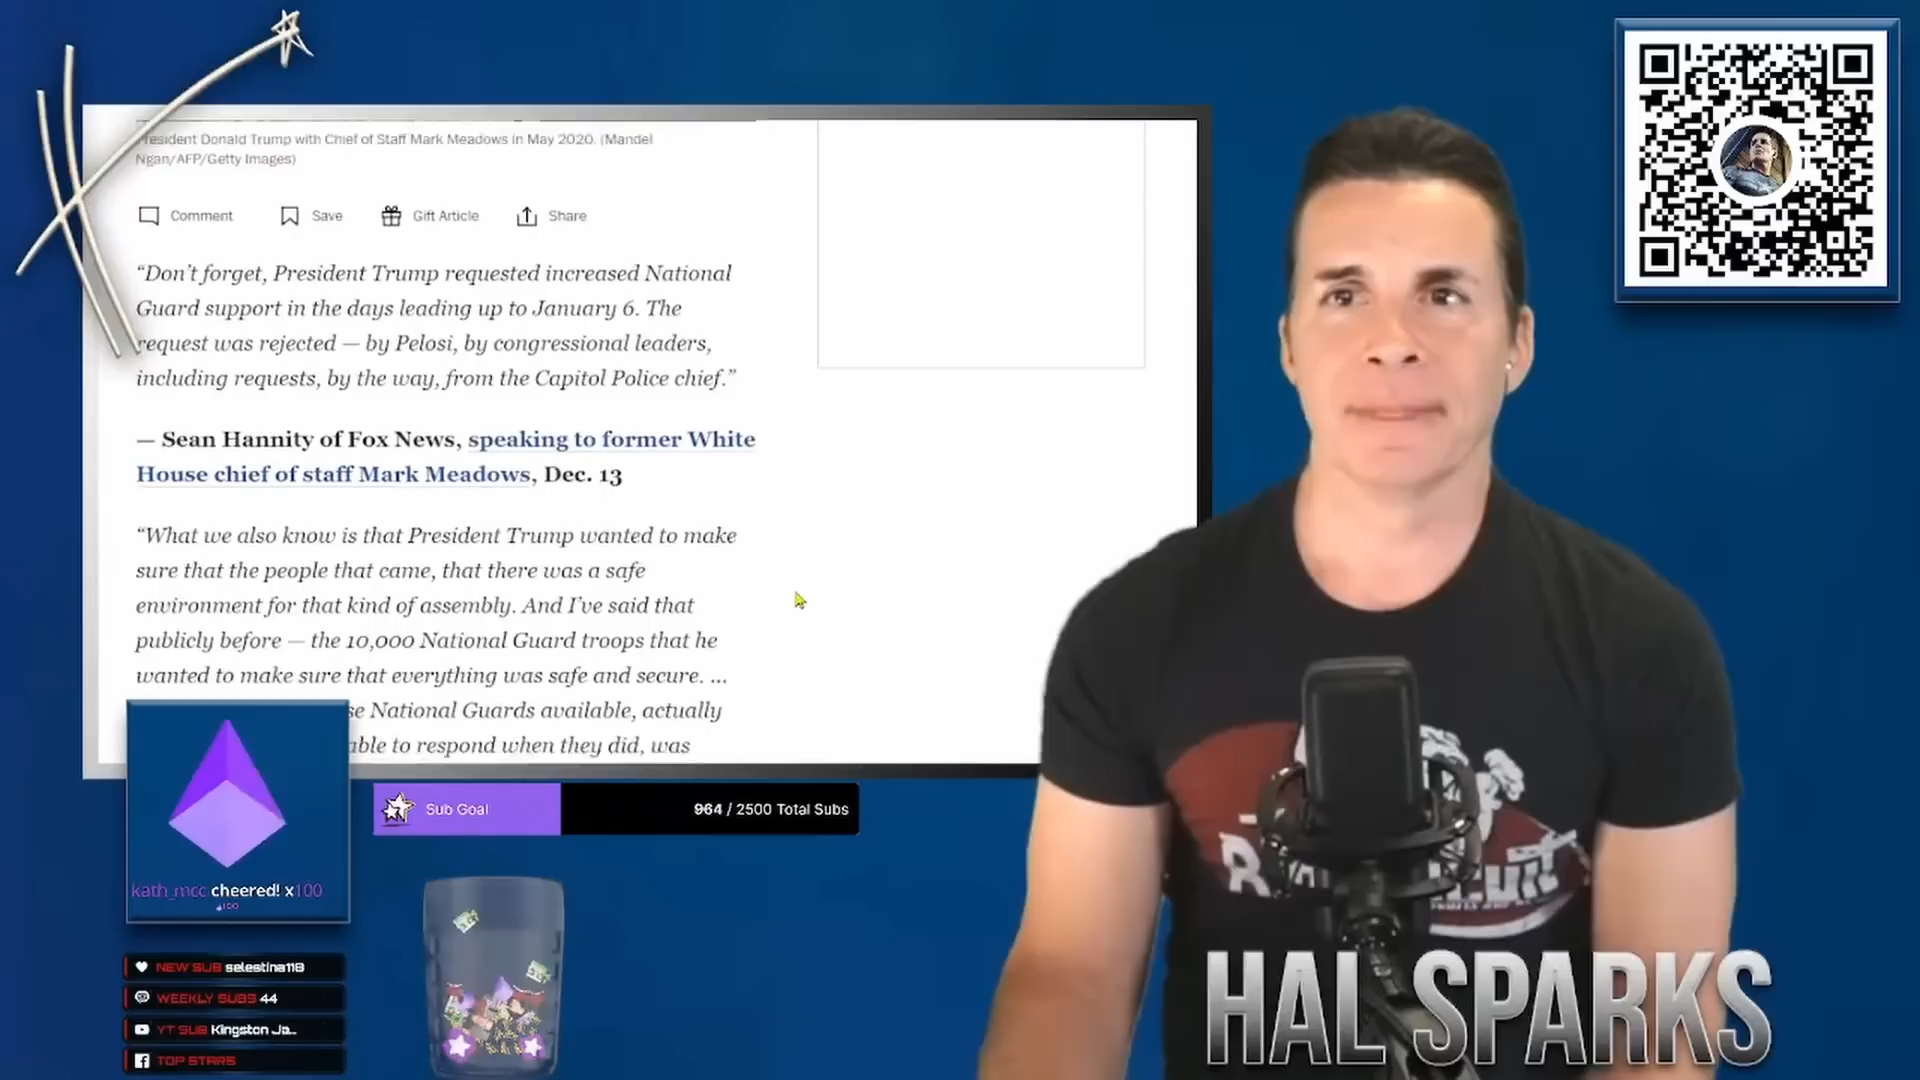 President Donald Trump with Chief of Staff Mark Meadows in May 2020. (Mandel
Ngan/AFP/Getty Images)
Comment Save Gift Article Share
“Don’t forget, President Trump requested increased National
Guard support in the days leading up to January 6. The
request was rejected — by Pelosi, by congressional leaders,
including requests, by the way, from the Capitol Police chief.”
— Sean Hannity of Fox News, speaking to former White
House chief of staff Mark Meadows, Dec. 13
“What we also know is that President Trump wanted to make
sure that the people that came, that there was a safe
environment for that kind of assembly. And I’ve said that
publicly before — the 10,000 National Guard troops that he
wanted to make sure that everything was safe and secure. ...
se National Guards available, actually
able to respond when they did, was
Sub Goal 964 / 2500 Total Subs
kath_mcc cheered! x100
100
NEW SUB selestina118
WEEKLY SUBS 44
YT SUB Kingston Ja...
TOP STARS
HAL SPARKS